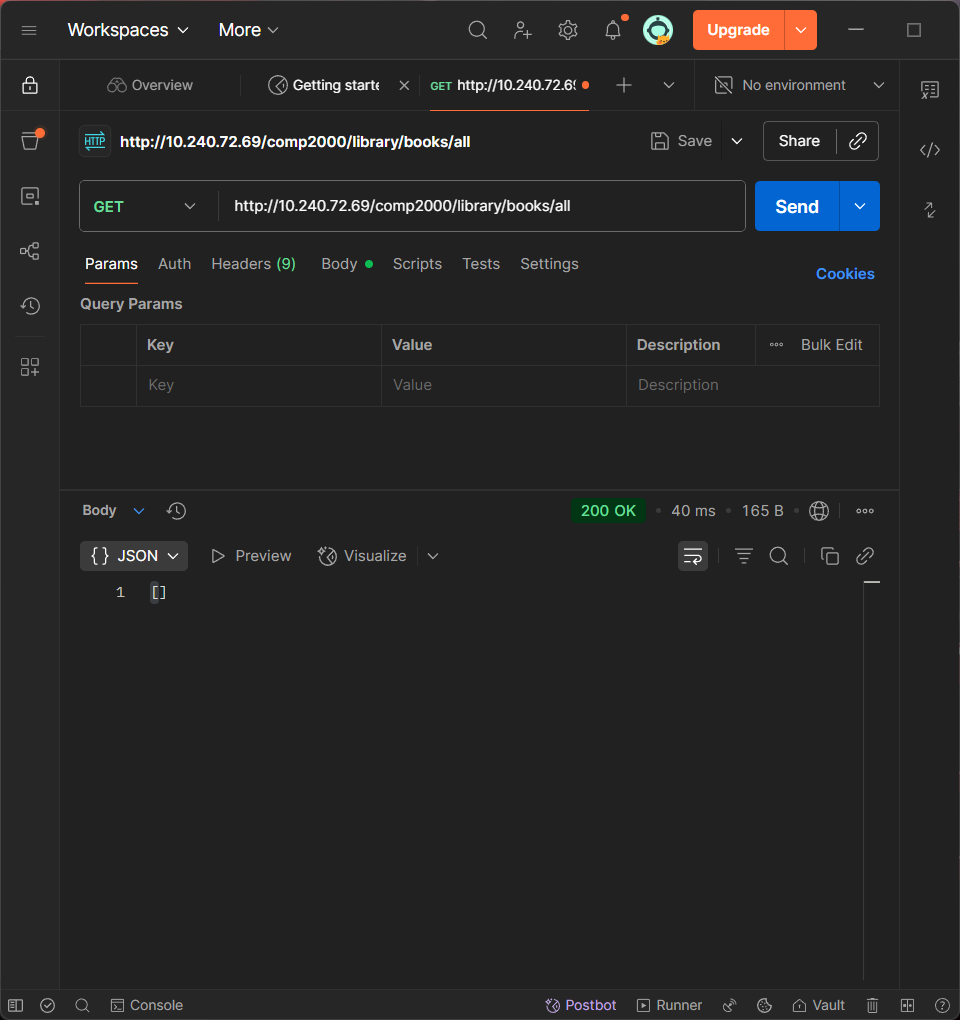 Workspaces More Upgrade
Overview Getting starte GET http://10.240.72.69 No environment
HTTP http://10.240.72.69/comp2000/library/books/all Save Share
GET http://10.240.72.69/comp2000/library/books/all Send
Params Auth Headers (9) Body Scripts Tests Settings Cookies
Query Params
Key Value Description Bulk Edit
Key Value Description
Body 200 OK 40 ms 165 B
{} JSON Preview Visualize
1 []
Console Postbot Runner Vault